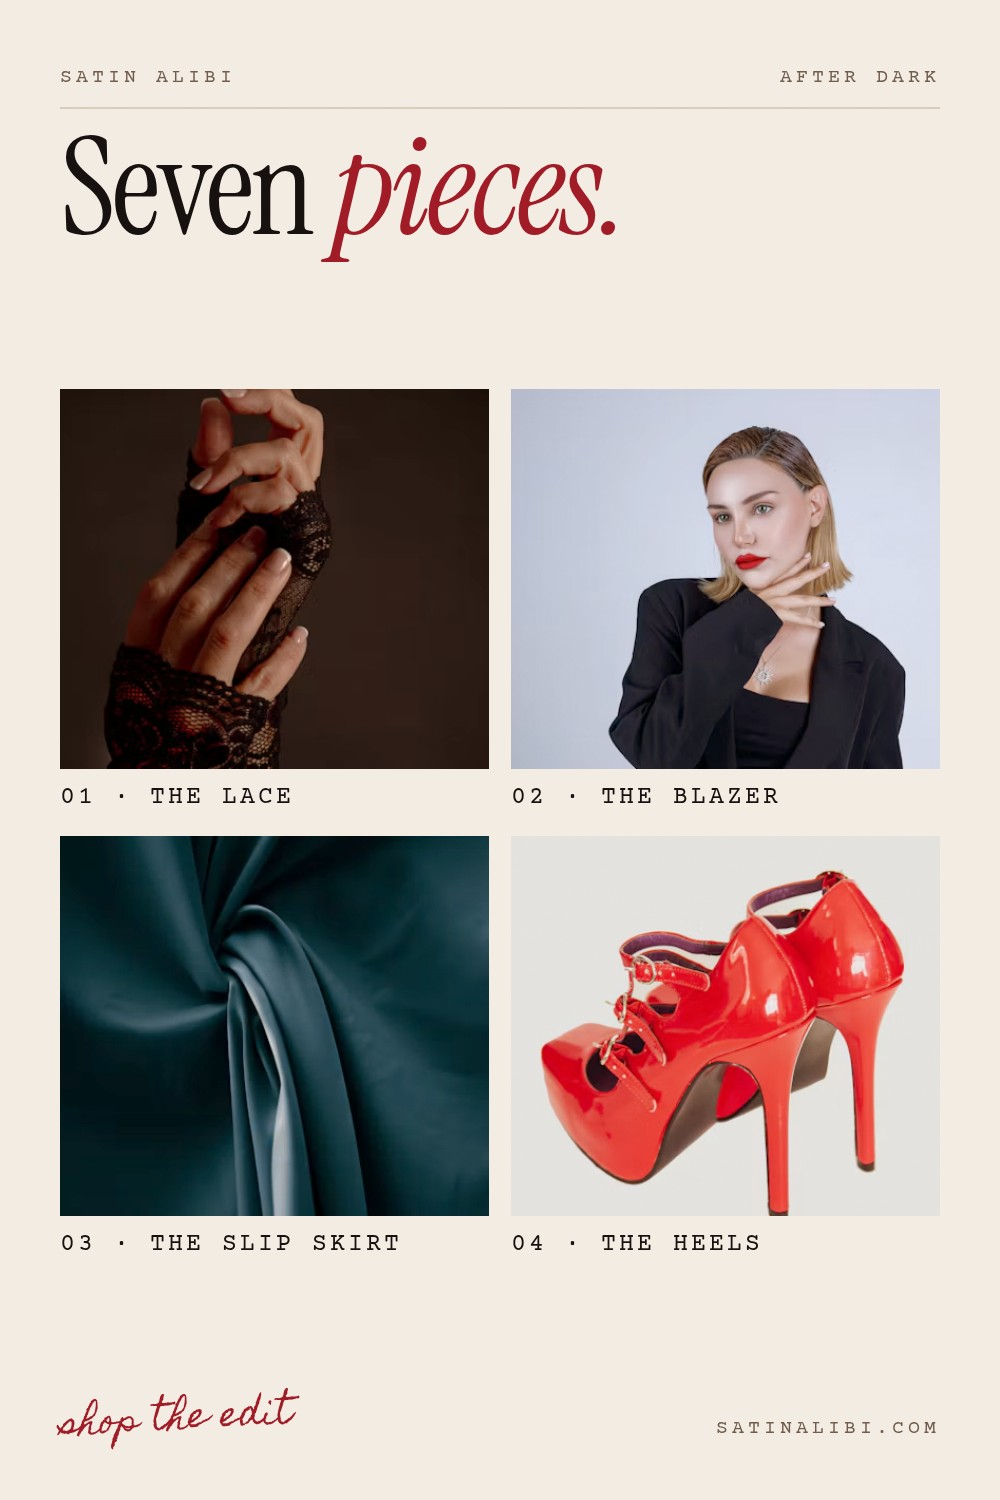 SATIN ALIBI
AFTER DARK
Seven pieces.
01 · THE LACE
02 · THE BLAZER
03 · THE SLIP SKIRT
04 · THE HEELS
shop the edit
SATINALIBI.COM